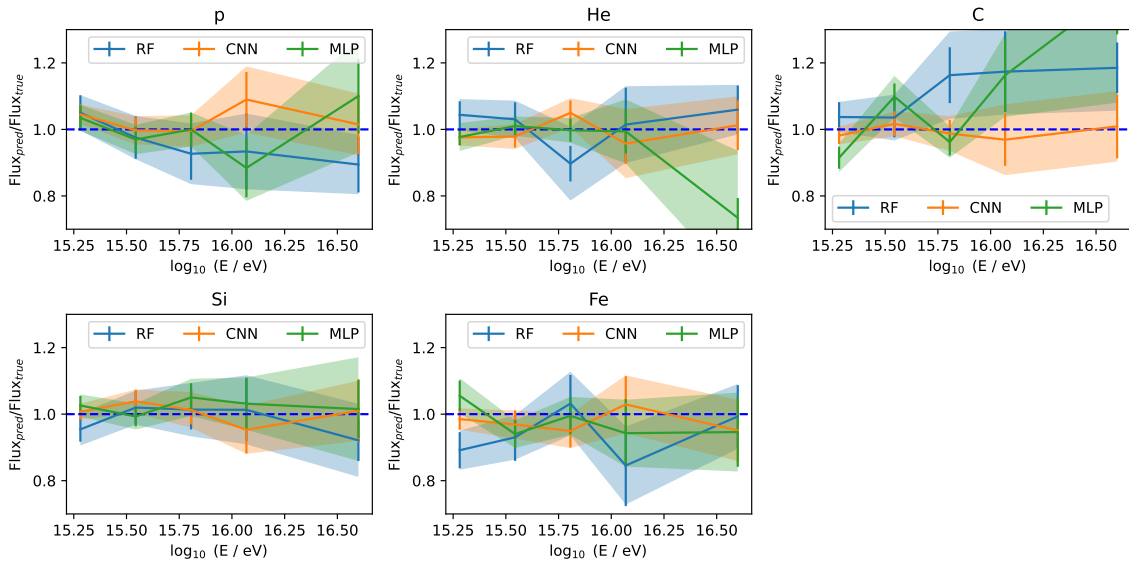 p
RF CNN MLP
Flux_pred/Flux_true
1.2
1.0
0.8
15.25 15.50 15.75 16.00 16.25 16.50
log₁₀ (E / eV)
He
RF CNN MLP
Flux_pred/Flux_true
1.2
1.0
0.8
15.25 15.50 15.75 16.00 16.25 16.50
log₁₀ (E / eV)
C
Flux_pred/Flux_true
1.2
1.0
0.8
RF CNN MLP
15.25 15.50 15.75 16.00 16.25 16.50
log₁₀ (E / eV)
Si
RF CNN MLP
Flux_pred/Flux_true
1.2
1.0
0.8
15.25 15.50 15.75 16.00 16.25 16.50
log₁₀ (E / eV)
Fe
RF CNN MLP
Flux_pred/Flux_true
1.2
1.0
0.8
15.25 15.50 15.75 16.00 16.25 16.50
log₁₀ (E / eV)